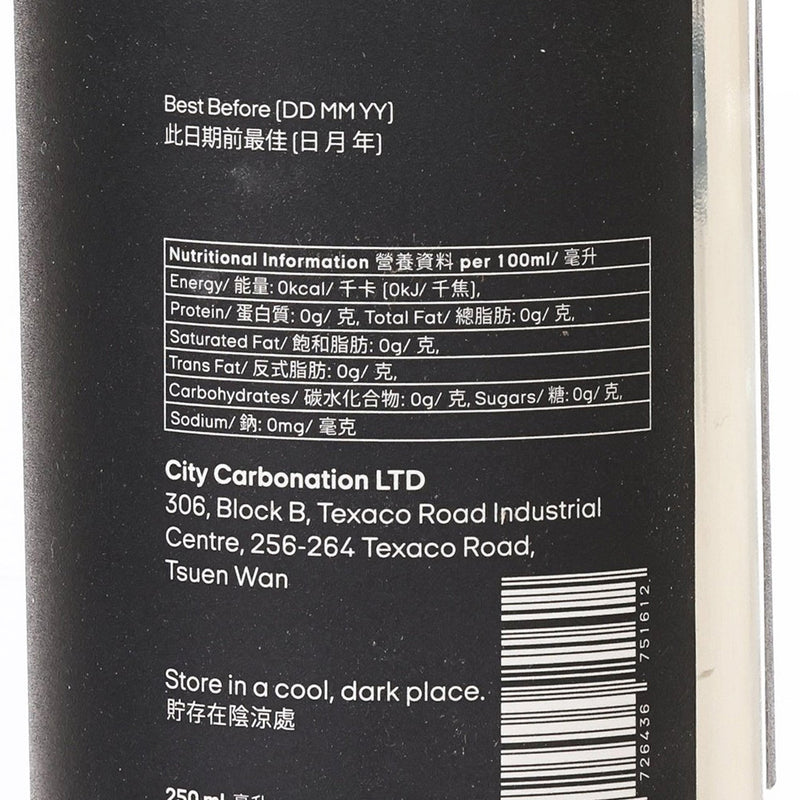 Best Before (DD MM YY)
此日期前最佳 (日 月 年)
Nutritional Information 營養資料 per 100ml/ 毫升
Energy/ 能量: 0kcal/ 千卡 (0kJ/ 千焦),
Protein/ 蛋白質: 0g/ 克, Total Fat/ 總脂肪: 0g/ 克,
Saturated Fat/ 飽和脂肪: 0g/ 克,
Trans Fat/ 反式脂肪: 0g/ 克,
Carbohydrates/ 碳水化合物: 0g/ 克, Sugars/ 糖: 0g/ 克,
Sodium/ 鈉: 0mg/ 毫克
City Carbonation LTD
306, Block B, Texaco Road Industrial
Centre, 256-264 Texaco Road,
Tsuen Wan
Store in a cool, dark place.
貯存在陰涼處
250 ml 毫升
726436 751612